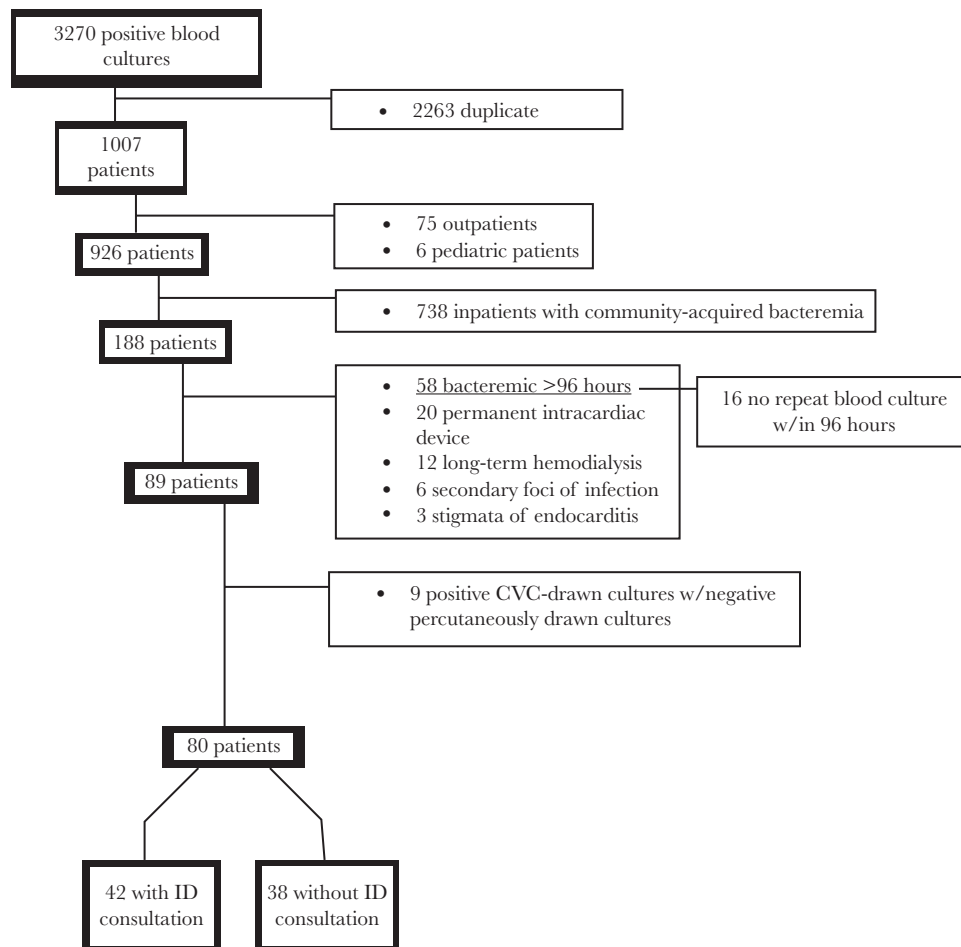 3270 positive blood
cultures
• 2263 duplicate
1007
patients
• 75 outpatients
• 6 pediatric patients
926 patients
• 738 inpatients with community-acquired bacteremia
188 patients
• 58 bacteremic >96 hours
• 20 permanent intracardiac
device
• 12 long-term hemodialysis
• 6 secondary foci of infection
• 3 stigmata of endocarditis
16 no repeat blood culture
w/in 96 hours
89 patients
• 9 positive CVC-drawn cultures w/negative
percutaneously drawn cultures
80 patients
42 with ID
consultation
38 without ID
consultation